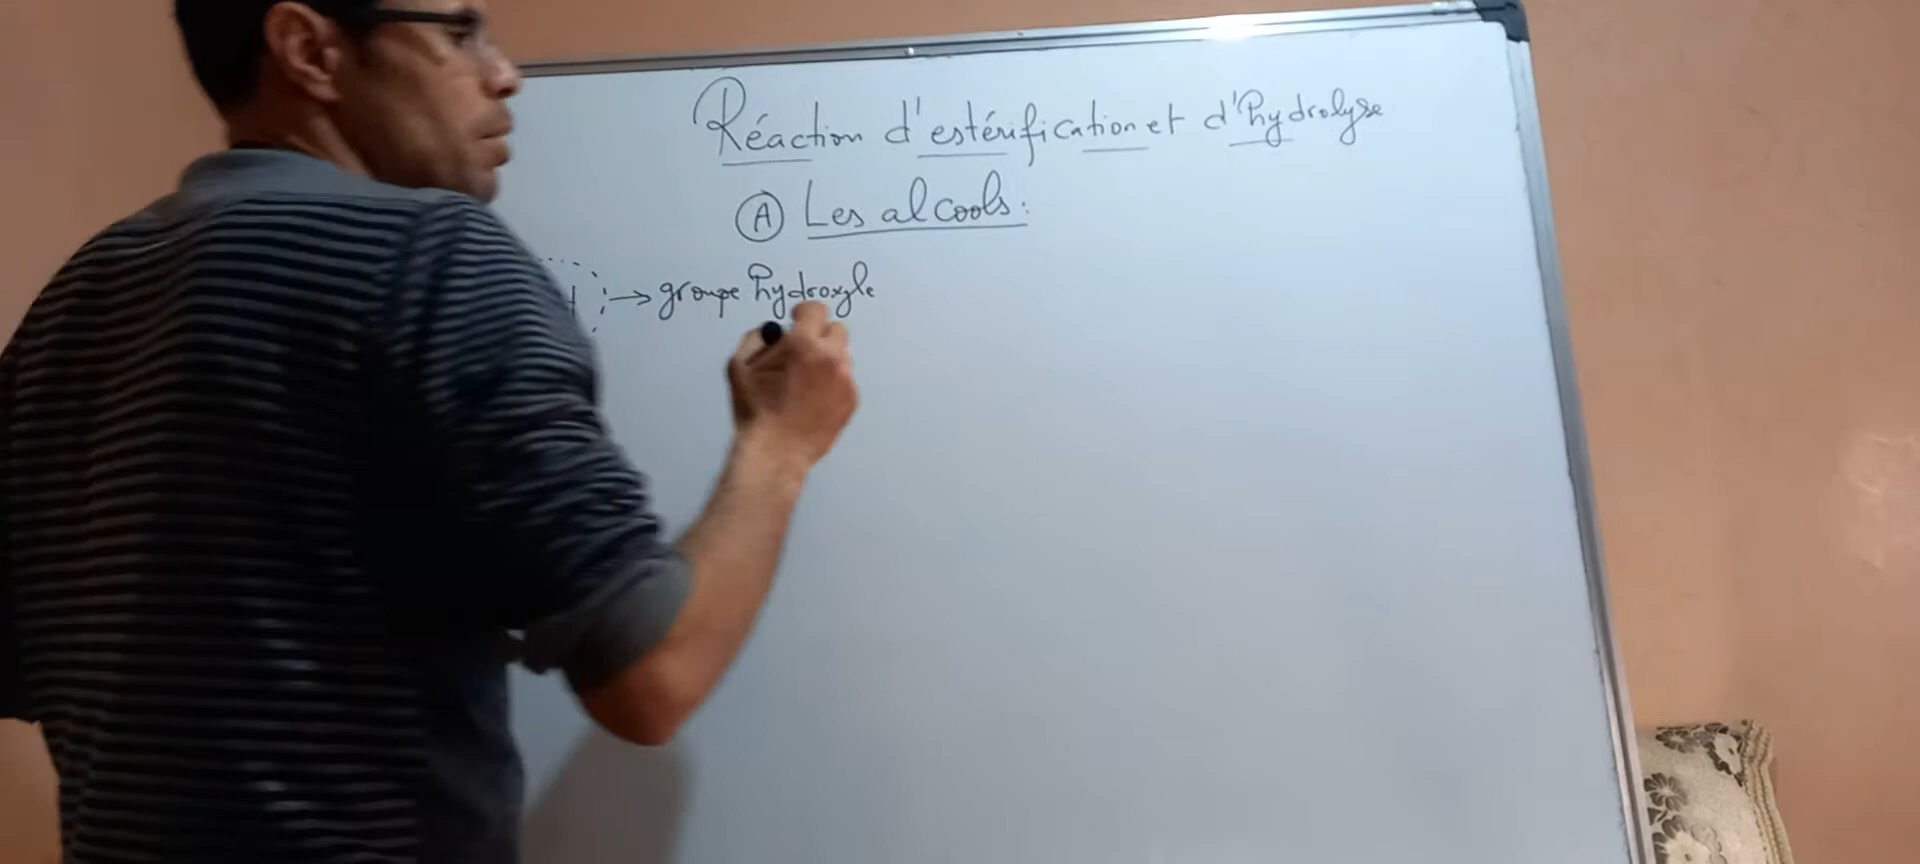 Réaction d'estérification et d'hydrolyse
A Les alcools:
→ groupe hydroxyle